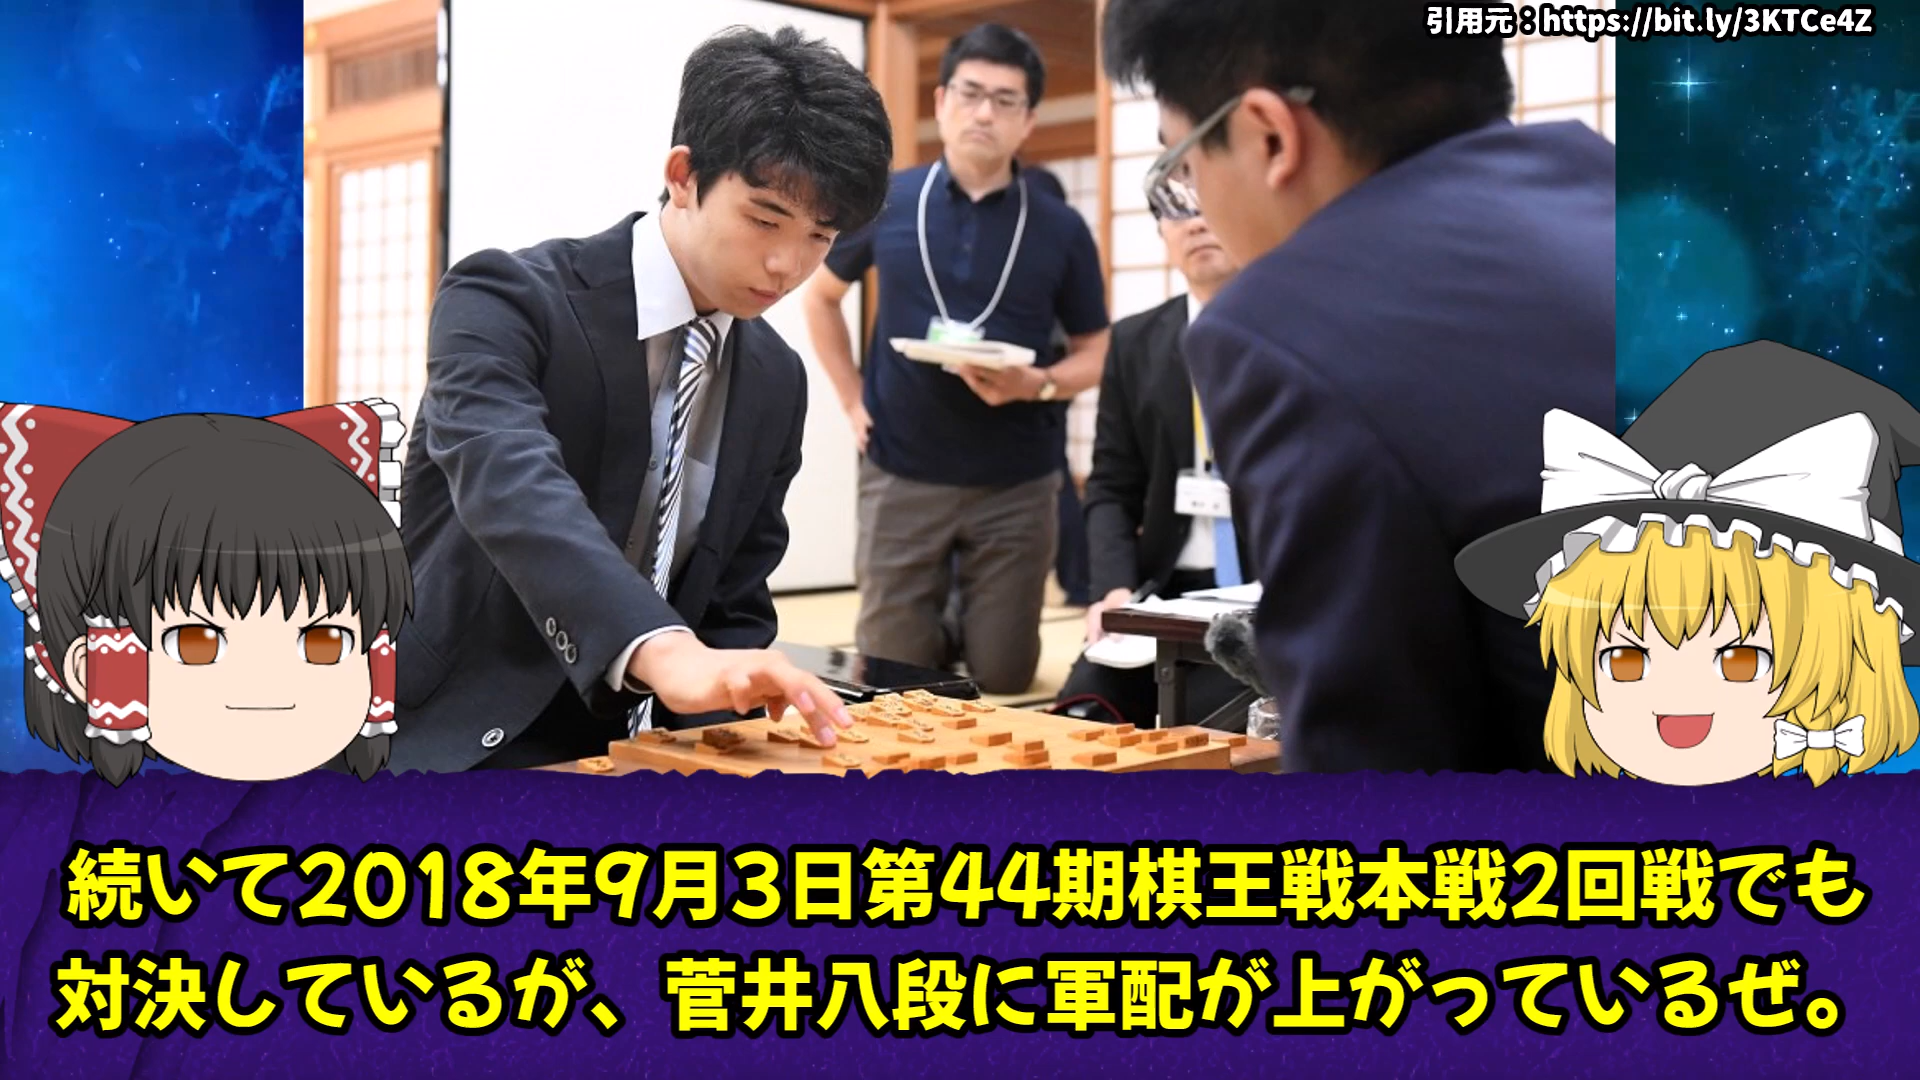 引用元：https://bit.ly/3KTCe4Z
続いて2018年9月3日第44期棋王戦本戦2回戦でも
対決しているが、菅井八段に軍配が上がっているぜ。